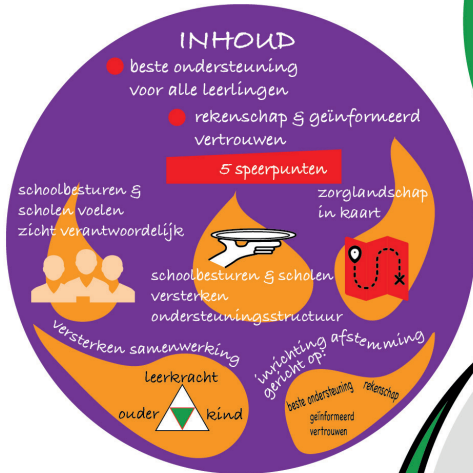 INHOUD
beste ondersteuning
voor alle leerlingen
rekenschap & geïnformeerd
vertrouwen
5 speerpunten
schoolbesturen &
scholen voelen
zicht verantwoordelijk
zorglandschap
in kaart
schoolbesturen & scholen
versterken
ondersteuningsstructuur
versterken samenwerking
leerkracht
ouder kind
inrichting afstemming
gericht op:
beste ondersteuning rekenschap
geïnformeerd
vertrouwen